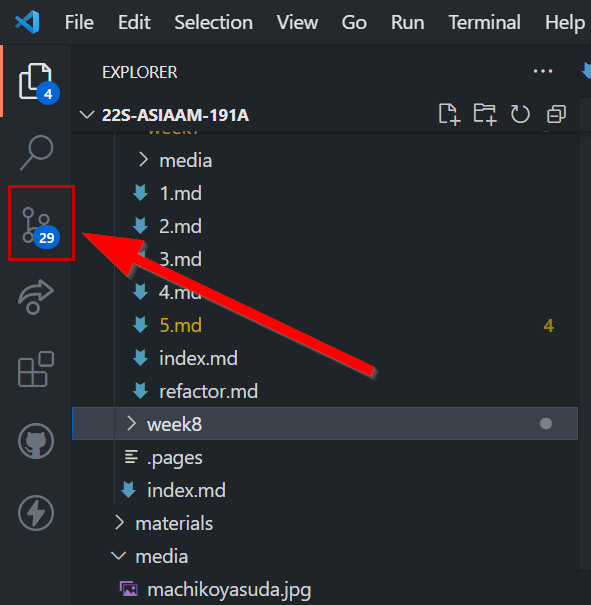 File Edit Selection View Go Run Terminal Help
EXPLORER
4
22S-ASIAAM-191A
week7
media
1.md
2.md
29
3.md
4.md
5.md 4
index.md
refactor.md
week8
.pages
index.md
materials
media
machikoyasuda.jpg